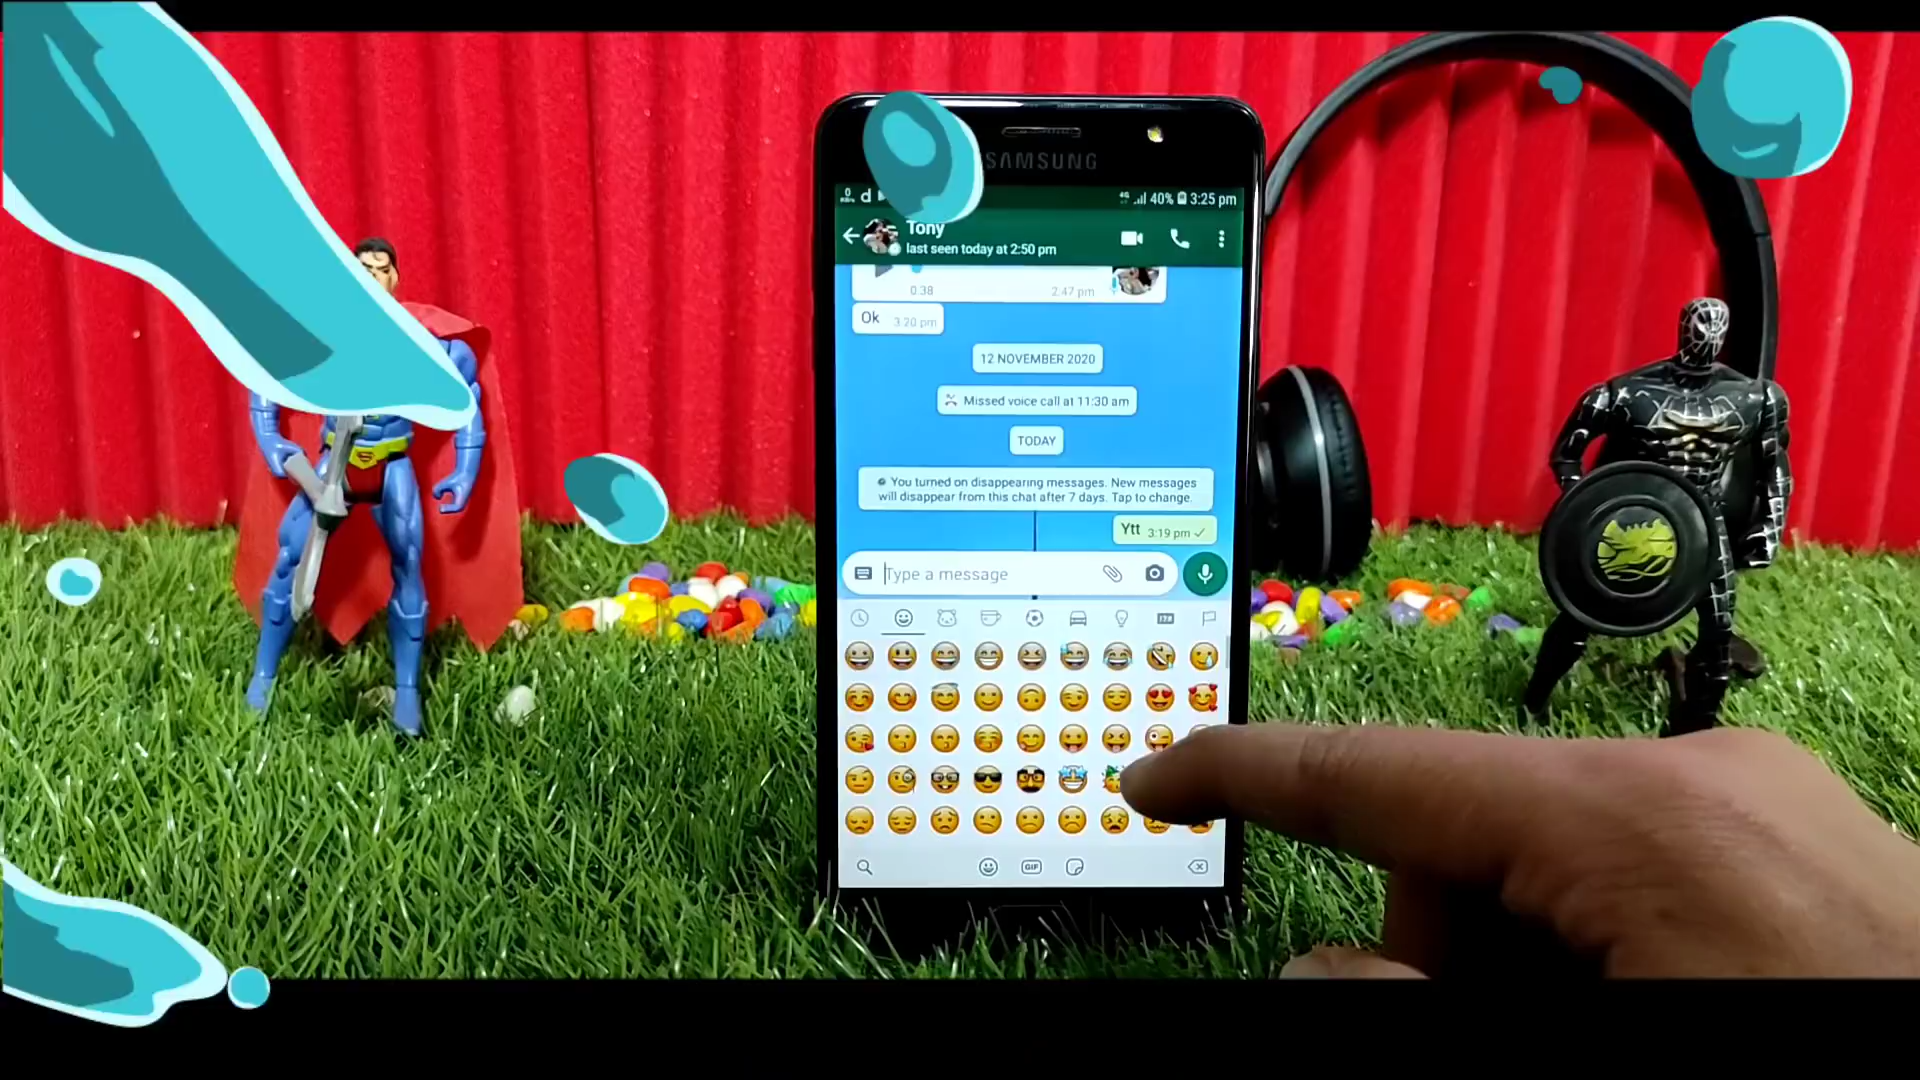 SAMSUNG
40% 3:25 pm
Tony
last seen today at 2:50 pm
0:38 2:47 pm
Ok 3:20 pm
12 NOVEMBER 2020
Missed voice call at 11:30 am
TODAY
You turned on disappearing messages. New messages
will disappear from this chat after 7 days. Tap to change.
Ytt 3:19 pm
Type a message
GIF